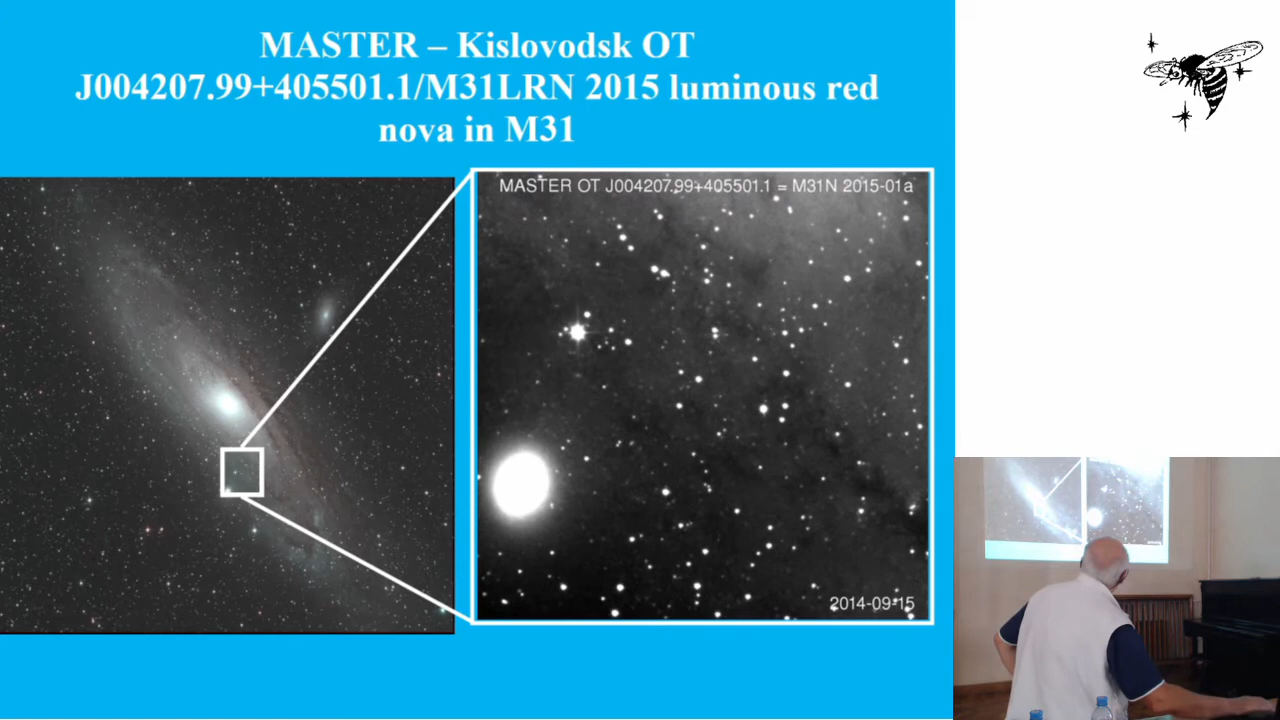 MASTER – Kislovodsk OT
J004207.99+405501.1/M31LRN 2015 luminous red
nova in M31
MASTER OT J004207.99+405501.1 = M31N 2015-01a
2014-09-15